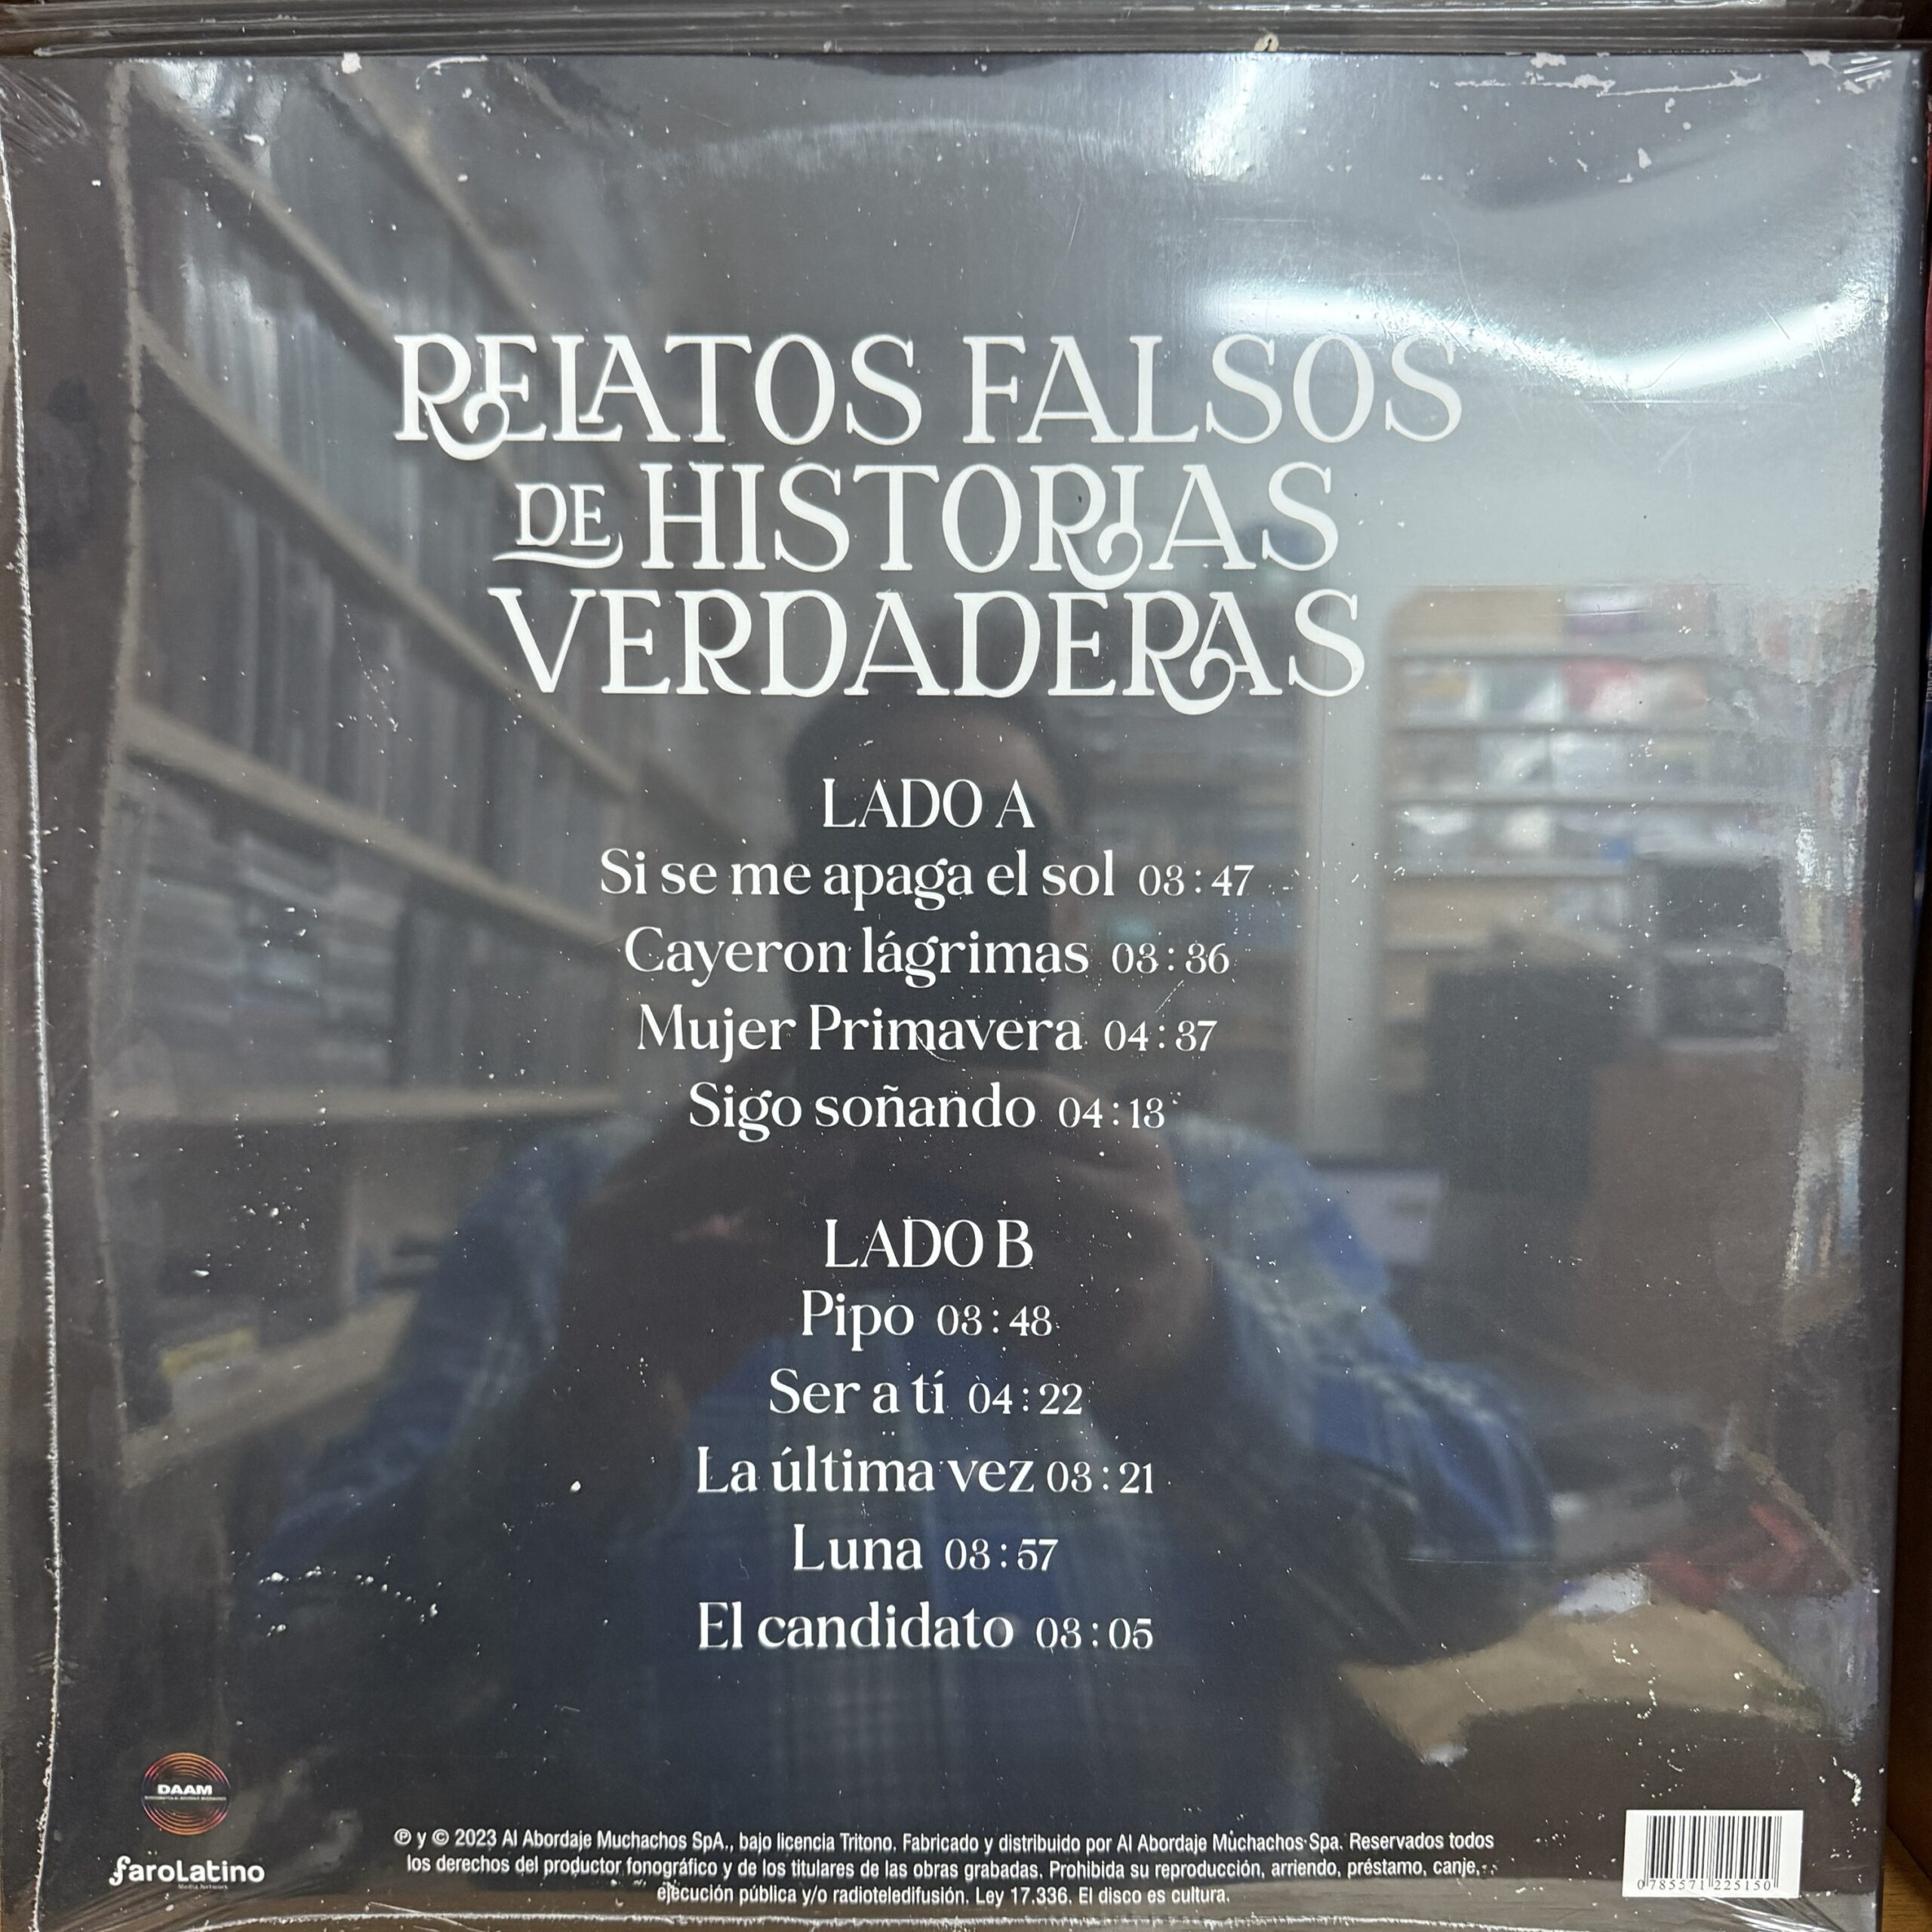 RELATOS FALSOS
DE HISTORIAS
VERDADERAS
LADO A
Si se me apaga el sol 03:47
Cayeron lágrimas 03:36
Mujer Primavera 04:37
Sigo soñando 04:13
LADO B
Pipo 03:48
Ser a tí 04:22
La última vez 03:21
Luna 03:57
El candidato 03:05
DAAM
faroLatino
Media Network
℗ y © 2023 Al Abordaje Muchachos SpA., bajo licencia Tritono. Fabricado y distribuido por Al Abordaje Muchachos Spa. Reservados todos
los derechos del productor fonográfico y de los titulares de las obras grabadas. Prohibida su reproducción, arriendo, préstamo, canje,
ejecución pública y/o radioteledifusión. Ley 17.336. El disco es cultura.
0 785571 225150